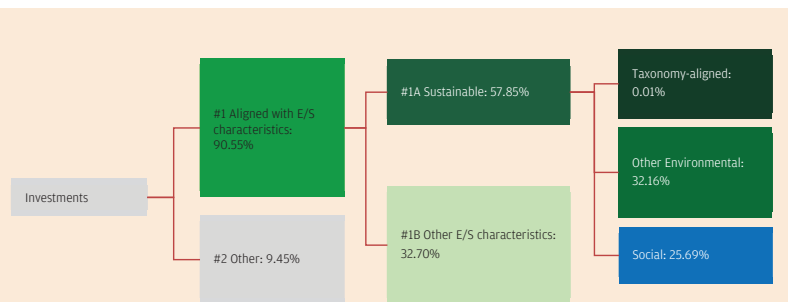 Investments
#1 Aligned with E/S
characteristics:
90.55%
#2 Other: 9.45%
#1A Sustainable: 57.85%
#1B Other E/S characteristics:
32.70%
Taxonomy-aligned:
0.01%
Other Environmental:
32.16%
Social: 25.69%